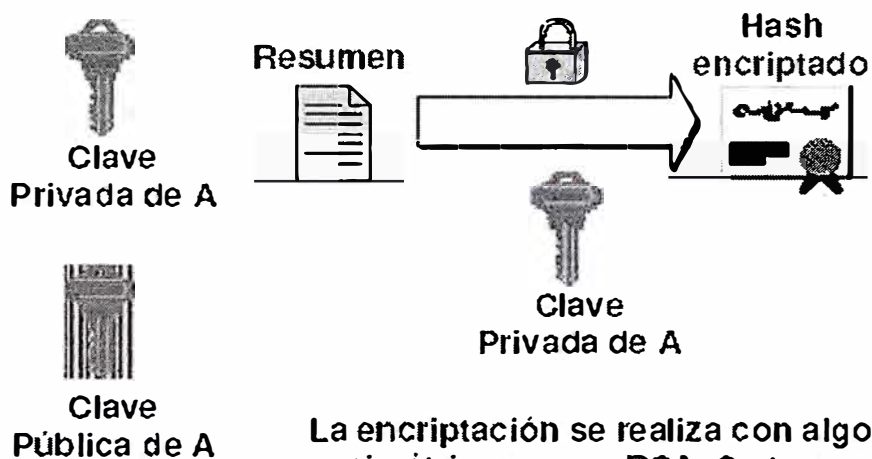 Clave
Privada de A
Resumen
Hash
encriptado
Clave
Privada de A
Clave
Pública de A
La encriptación se realiza con algo